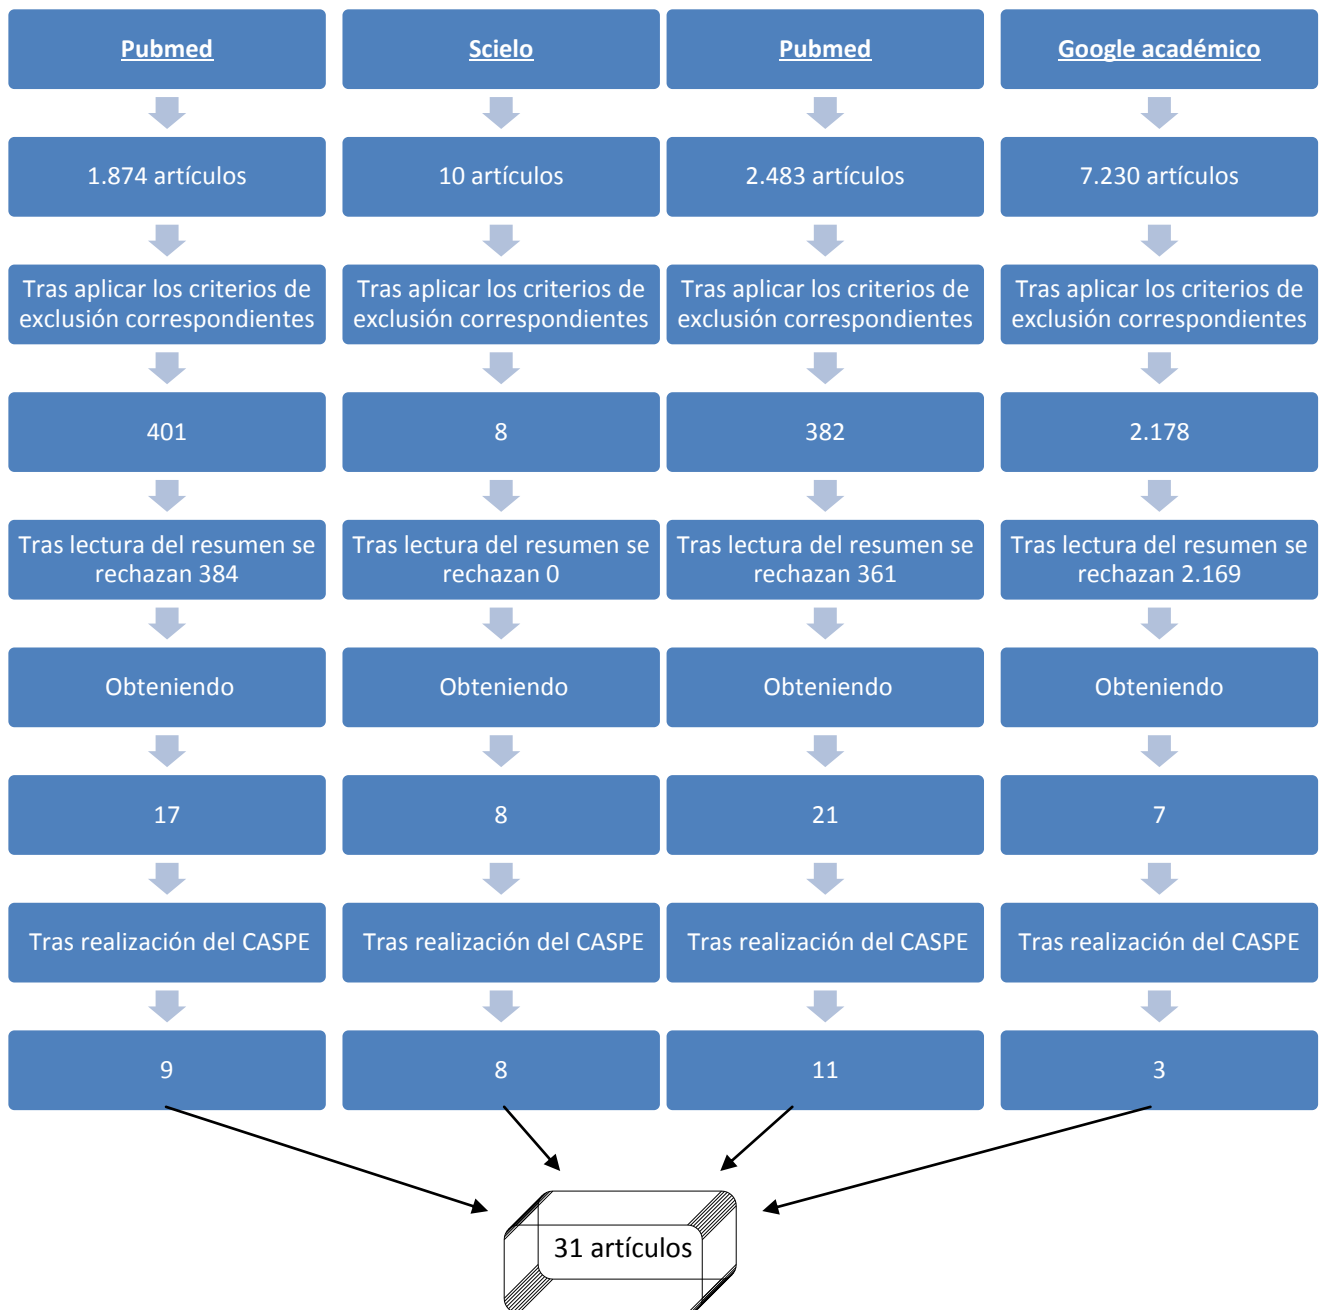 Pubmed
1.874 artículos
Tras aplicar los criterios de
exclusión correspondientes
401
Tras lectura del resumen se
rechazan 384
Obteniendo
17
Tras realización del CASPE
9
Scielo
10 artículos
Tras aplicar los criterios de
exclusión correspondientes
8
Tras lectura del resumen se
rechazan 0
Obteniendo
8
Tras realización del CASPE
8
Pubmed
2.483 artículos
Tras aplicar los criterios de
exclusión correspondientes
382
Tras lectura del resumen se
rechazan 361
Obteniendo
21
Tras realización del CASPE
11
Google académico
7.230 artículos
Tras aplicar los criterios de
exclusión correspondientes
2.178
Tras lectura del resumen se
rechazan 2.169
Obteniendo
7
Tras realización del CASPE
3
31 artículos